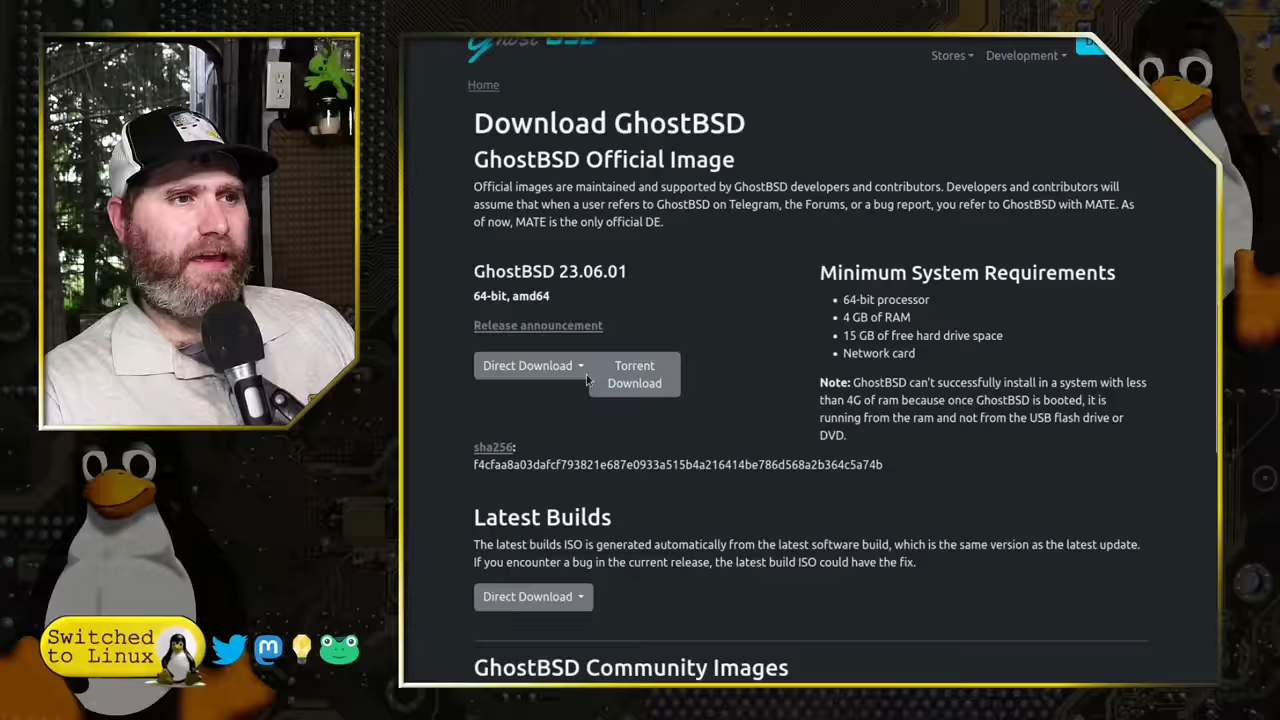 Ghost BSD
Stores
Development
Home
Download GhostBSD
GhostBSD Official Image
Official images are maintained and supported by GhostBSD developers and contributors. Developers and contributors will
assume that when a user refers to GhostBSD on Telegram, the Forums, or a bug report, you refer to GhostBSD with MATE. As
of now, MATE is the only official DE.
GhostBSD 23.06.01
64-bit, amd64
Release announcement
Direct Download
Torrent
Download
sha256:
f4cfaa8a03dafcf793821e687e0933a515b4a216414be786d568a2b364c5a74b
Minimum System Requirements
• 64-bit processor
• 4 GB of RAM
• 15 GB of free hard drive space
• Network card
Note: GhostBSD can't successfully install in a system with less
than 4G of ram because once GhostBSD is booted, it is
running from the ram and not from the USB flash drive or
DVD.
Latest Builds
The latest builds ISO is generated automatically from the latest software build, which is the same version as the latest update.
If you encounter a bug in the current release, the latest build ISO could have the fix.
Direct Download
GhostBSD Community Images
Switched
to Linux